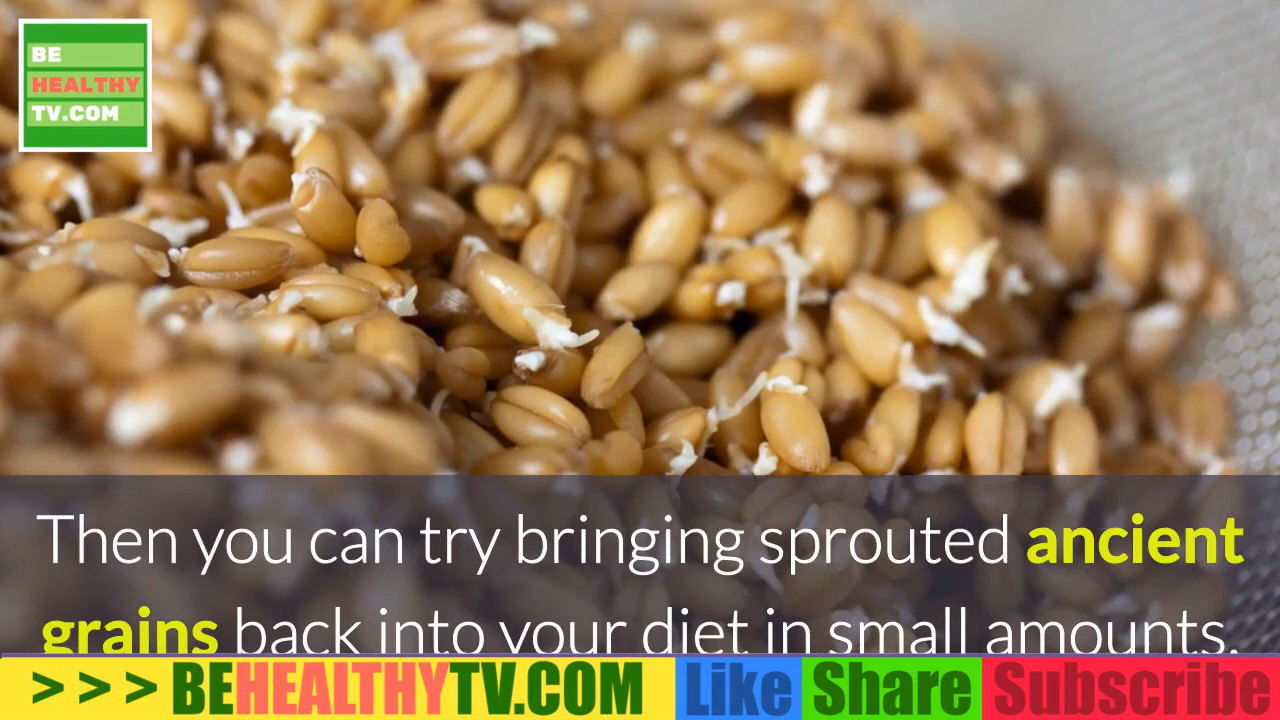 BE
HEALTHY
TV.COM
Then you can try bringing sprouted ancient
grains back into your diet in small amounts.
> > > BEHEALTHYTV.COM Like Share Subscribe